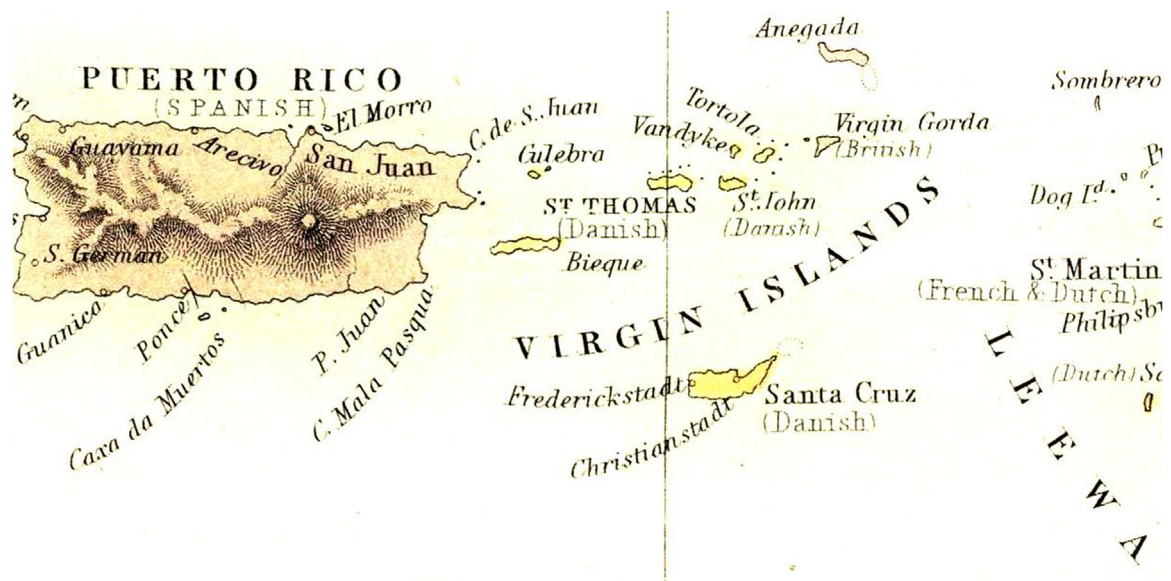 Anegada
PUERTO RICO
(SPANISH)
El Morro
Sombrero
C. de S. Juan
Tortola
Vandyke
Virgin Gorda
(British)
Guayama
Arecivo
San Juan
Culebra
Dog Id.
ST THOMAS
(Danish)
St. John
(Danish)
S. German
Bieque
St Martin
(French & Dutch)
Guanica
Ponce
Caxa da Muertos
P. Juan
C. Mala Pasqua
VIRGIN ISLANDS
Philipsbu
(Dutch) Sa
Frederickstadt
Santa Cruz
(Danish)
Christianstadt
LEEWA